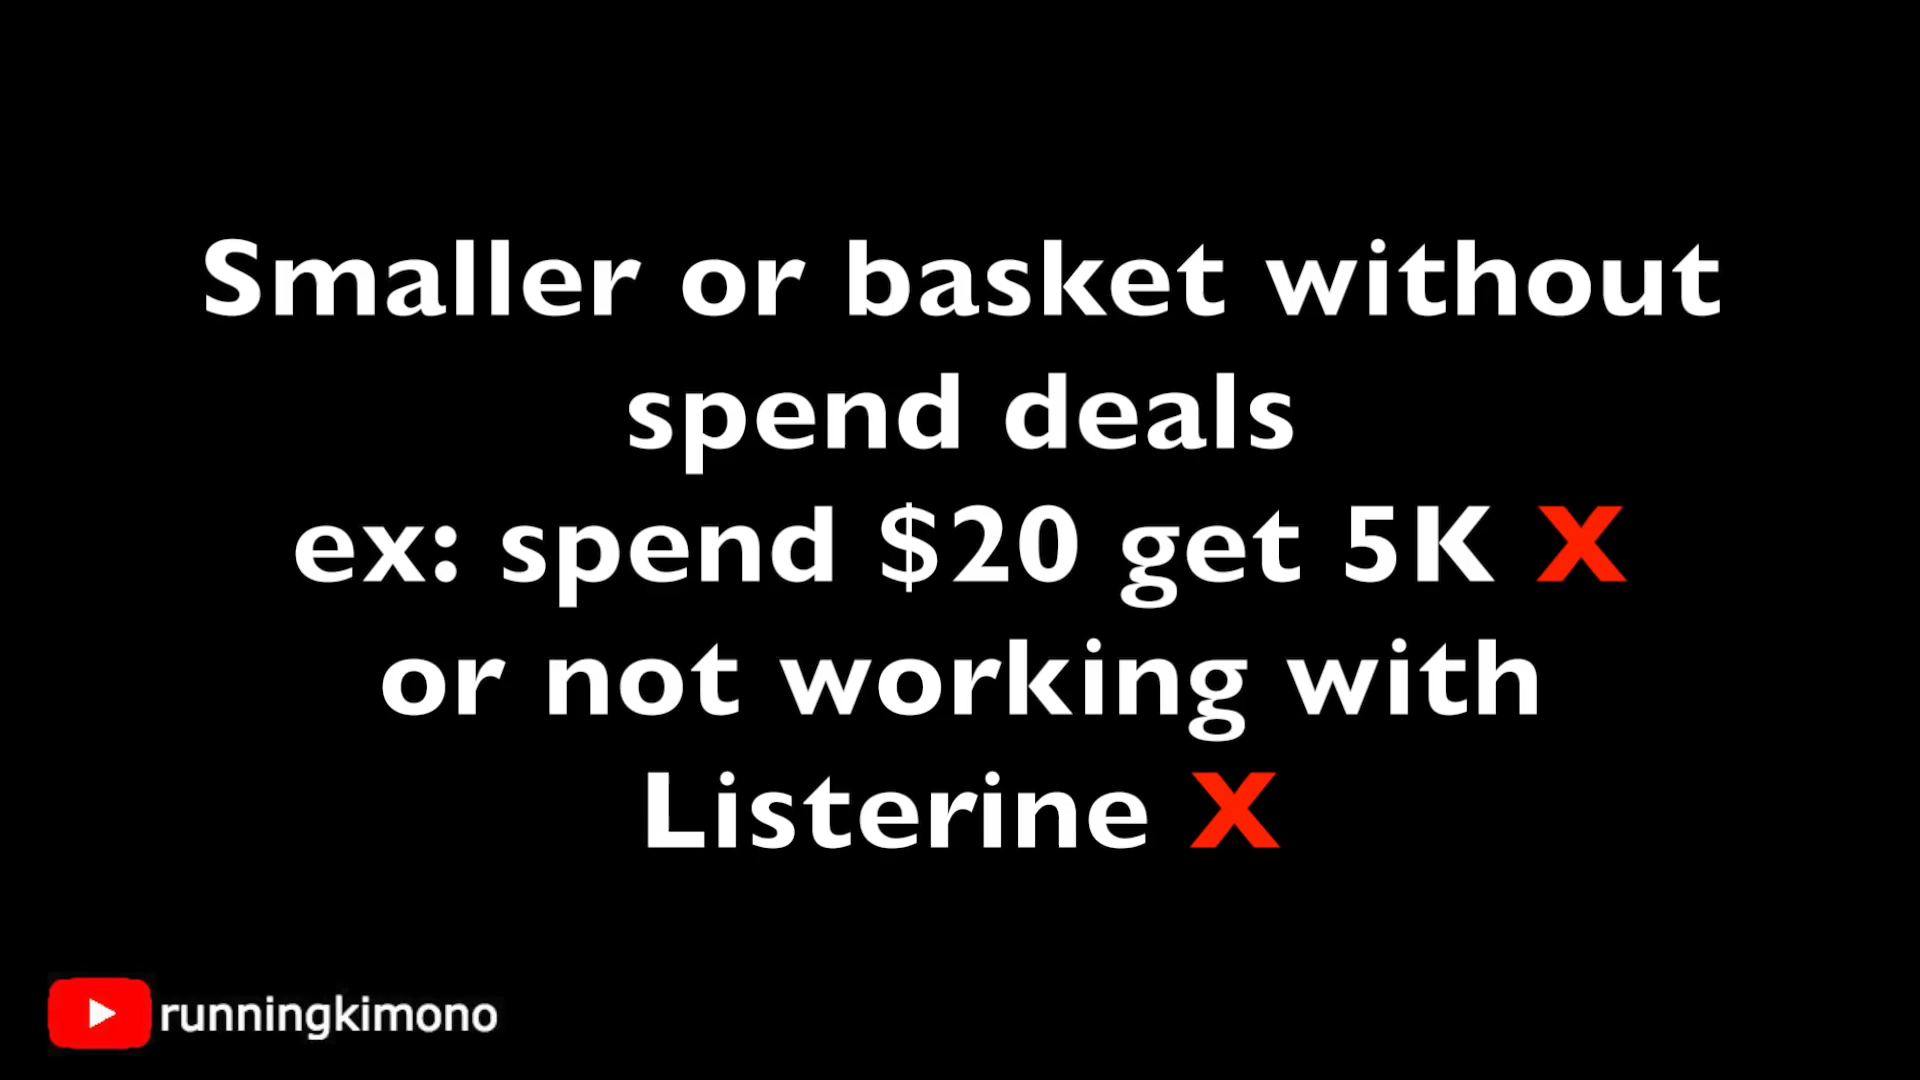 Smaller or basket without
spend deals
ex: spend $20 get 5K X
or not working with
Listerine X
runningkimono